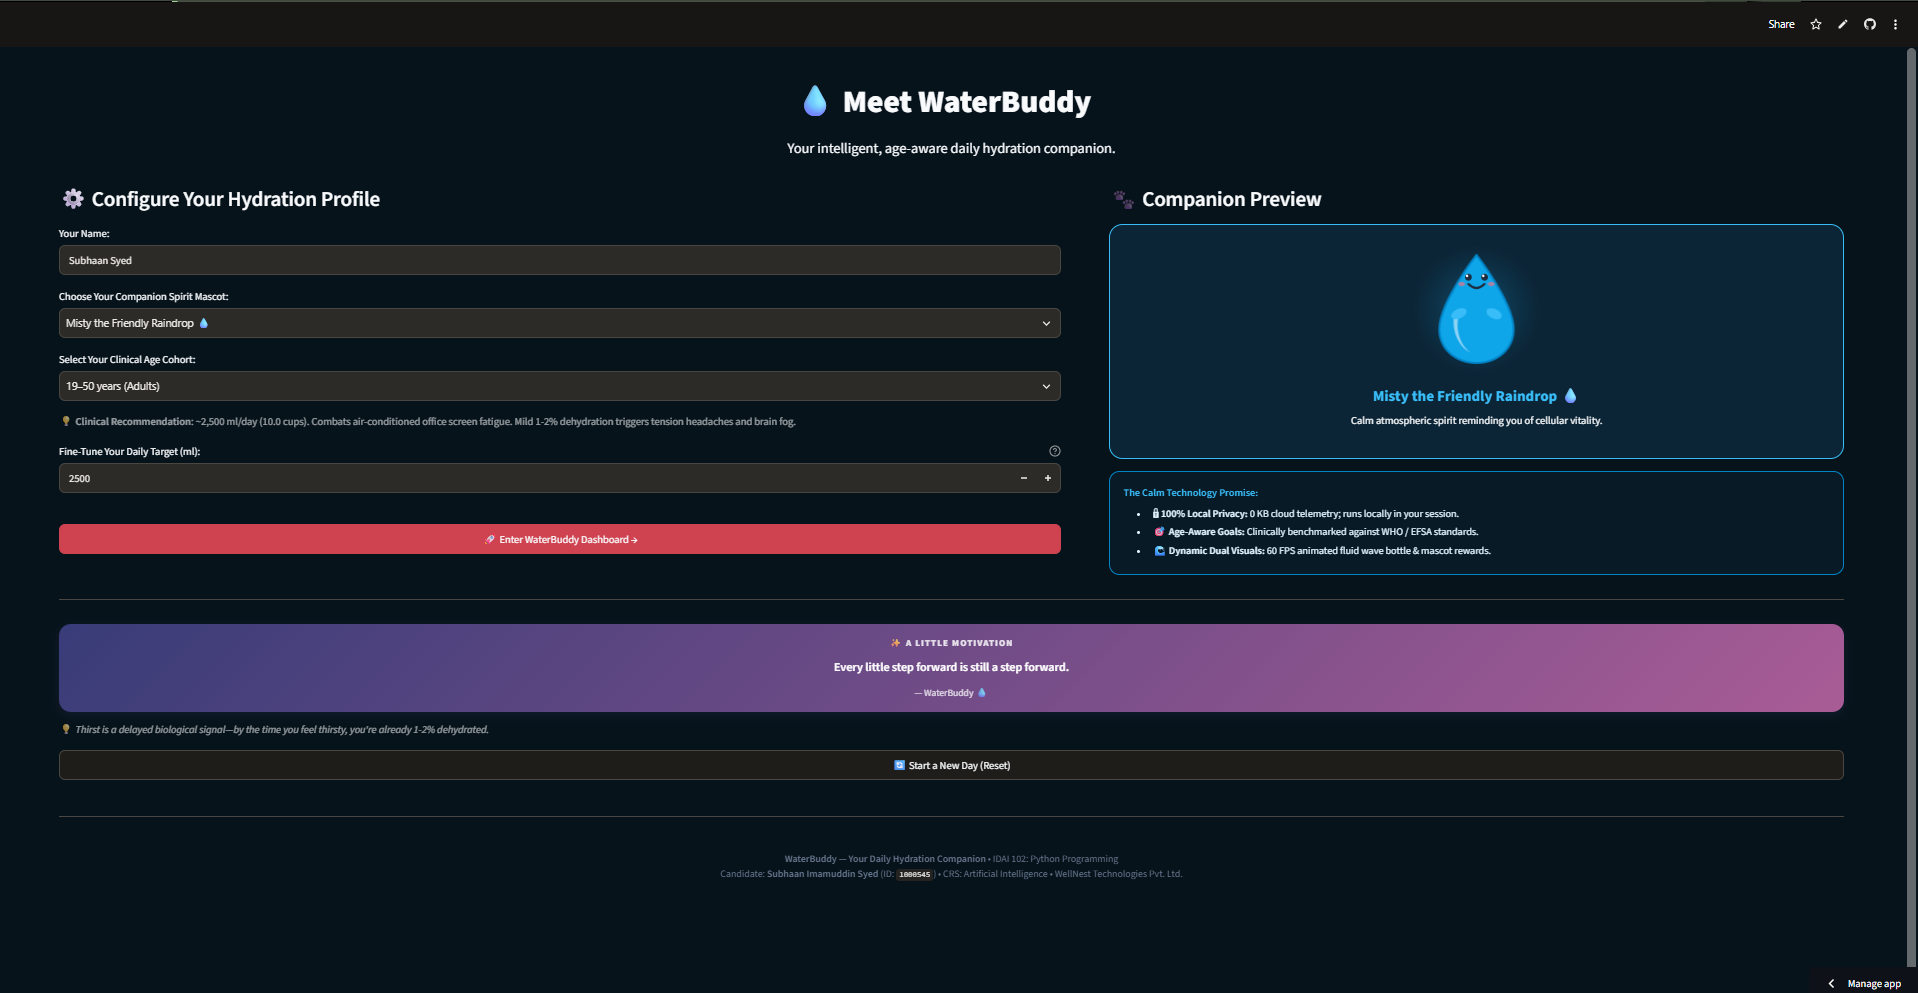 Share
💧 Meet WaterBuddy
Your intelligent, age-aware daily hydration companion.
⚙️ Configure Your Hydration Profile
Your Name:
Subhaan Syed
Choose Your Companion Spirit Mascot:
Misty the Friendly Raindrop 💧
Select Your Clinical Age Cohort:
19–50 years (Adults)
💡 Clinical Recommendation: ~2,500 ml/day (10.0 cups). Combats air-conditioned office screen fatigue. Mild 1-2% dehydration triggers tension headaches and brain fog.
Fine-Tune Your Daily Target (ml):
2500
🚀 Enter WaterBuddy Dashboard →
🐾 Companion Preview
Misty the Friendly Raindrop 💧
Calm atmospheric spirit reminding you of cellular vitality.
The Calm Technology Promise:
• 🔒 100% Local Privacy: 0 KB cloud telemetry; runs locally in your session.
• 🎯 Age-Aware Goals: Clinically benchmarked against WHO / EFSA standards.
• 🌊 Dynamic Dual Visuals: 60 FPS animated fluid wave bottle & mascot rewards.
✨ A LITTLE MOTIVATION
Every little step forward is still a step forward.
— WaterBuddy 💧
💡 Thirst is a delayed biological signal—by the time you feel thirsty, you're already 1-2% dehydrated.
🔄 Start a New Day (Reset)
WaterBuddy — Your Daily Hydration Companion • IDAI 102: Python Programming
Candidate: Subhaan Imamuddin Syed (ID: 1000545) • CRS: Artificial Intelligence • WellNest Technologies Pvt. Ltd.
Manage app